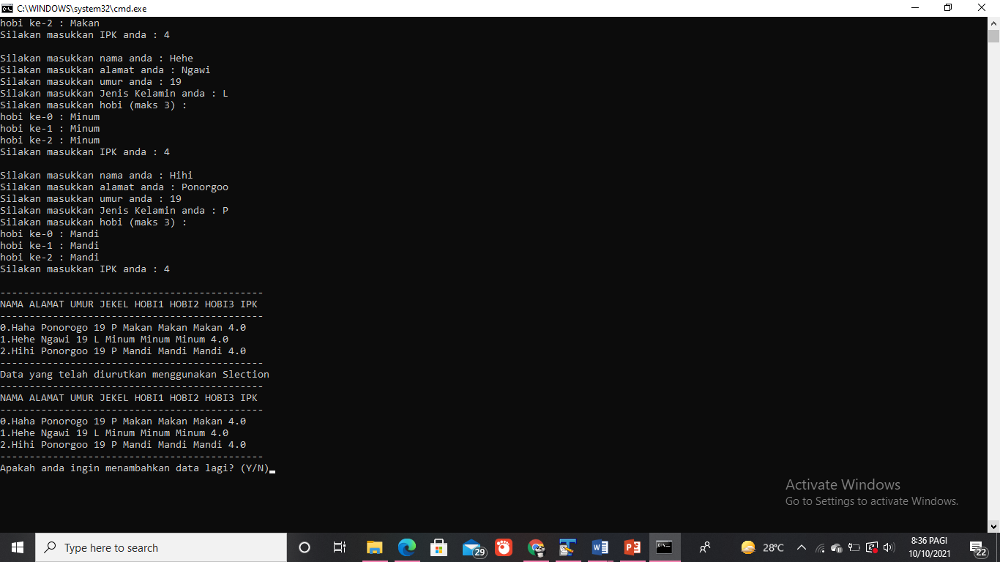 C:\WINDOWS\system32\cmd.exe
hobi ke-2 : Makan
Silakan masukkan IPK anda : 4
Silakan masukkan nama anda : Hehe
Silakan masukkan alamat anda : Ngawi
Silakan masukkan umur anda : 19
Silakan masukkan Jenis Kelamin anda : L
Silakan masukkan hobi (maks 3) :
hobi ke-0 : Minum
hobi ke-1 : Minum
hobi ke-2 : Minum
Silakan masukkan IPK anda : 4
Silakan masukkan nama anda : Hihi
Silakan masukkan alamat anda : Ponorgoo
Silakan masukkan umur anda : 19
Silakan masukkan Jenis Kelamin anda : P
Silakan masukkan hobi (maks 3) :
hobi ke-0 : Mandi
hobi ke-1 : Mandi
hobi ke-2 : Mandi
Silakan masukkan IPK anda : 4
---------------------------------------------
NAMA ALAMAT UMUR JEKEL HOBI1 HOBI2 HOBI3 IPK
---------------------------------------------
0.Haha Ponorogo 19 P Makan Makan Makan 4.0
1.Hehe Ngawi 19 L Minum Minum Minum 4.0
2.Hihi Ponorgoo 19 P Mandi Mandi Mandi 4.0
---------------------------------------------
Data yang telah diurutkan menggunakan Slection
---------------------------------------------
NAMA ALAMAT UMUR JEKEL HOBI1 HOBI2 HOBI3 IPK
---------------------------------------------
0.Haha Ponorogo 19 P Makan Makan Makan 4.0
1.Hehe Ngawi 19 L Minum Minum Minum 4.0
2.Hihi Ponorgoo 19 P Mandi Mandi Mandi 4.0
---------------------------------------------
Apakah anda ingin menambahkan data lagi? (Y/N)
Activate Windows
Go to Settings to activate Windows.
Type here to search
29
28°C
8:36 PAGI
10/10/2021
22